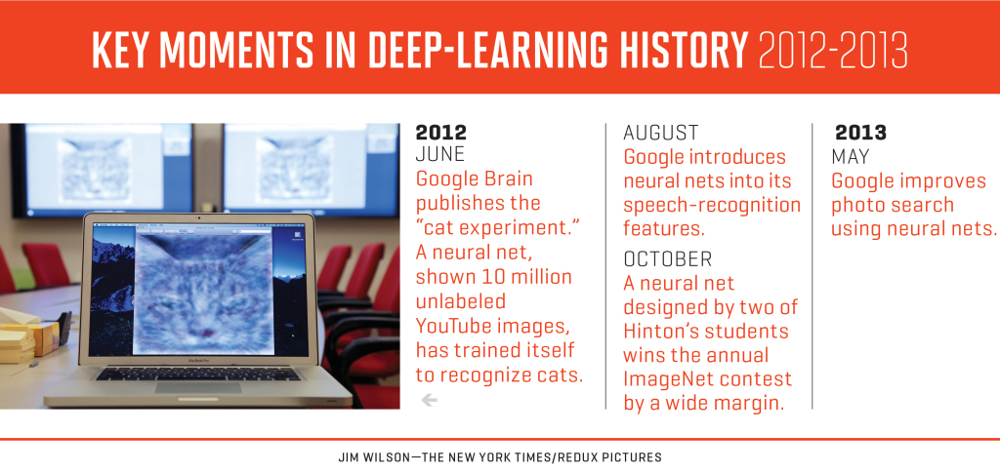 KEY MOMENTS IN DEEP-LEARNING HISTORY 2012-2013
2012
JUNE
Google Brain
publishes the
“cat experiment.”
A neural net,
shown 10 million
unlabeled
YouTube images,
has trained itself
to recognize cats.
AUGUST
Google introduces
neural nets into its
speech-recognition
features.
OCTOBER
A neural net
designed by two of
Hinton’s students
wins the annual
ImageNet contest
by a wide margin.
2013
MAY
Google improves
photo search
using neural nets.
MacBook Pro
JIM WILSON—THE NEW YORK TIMES/REDUX PICTURES